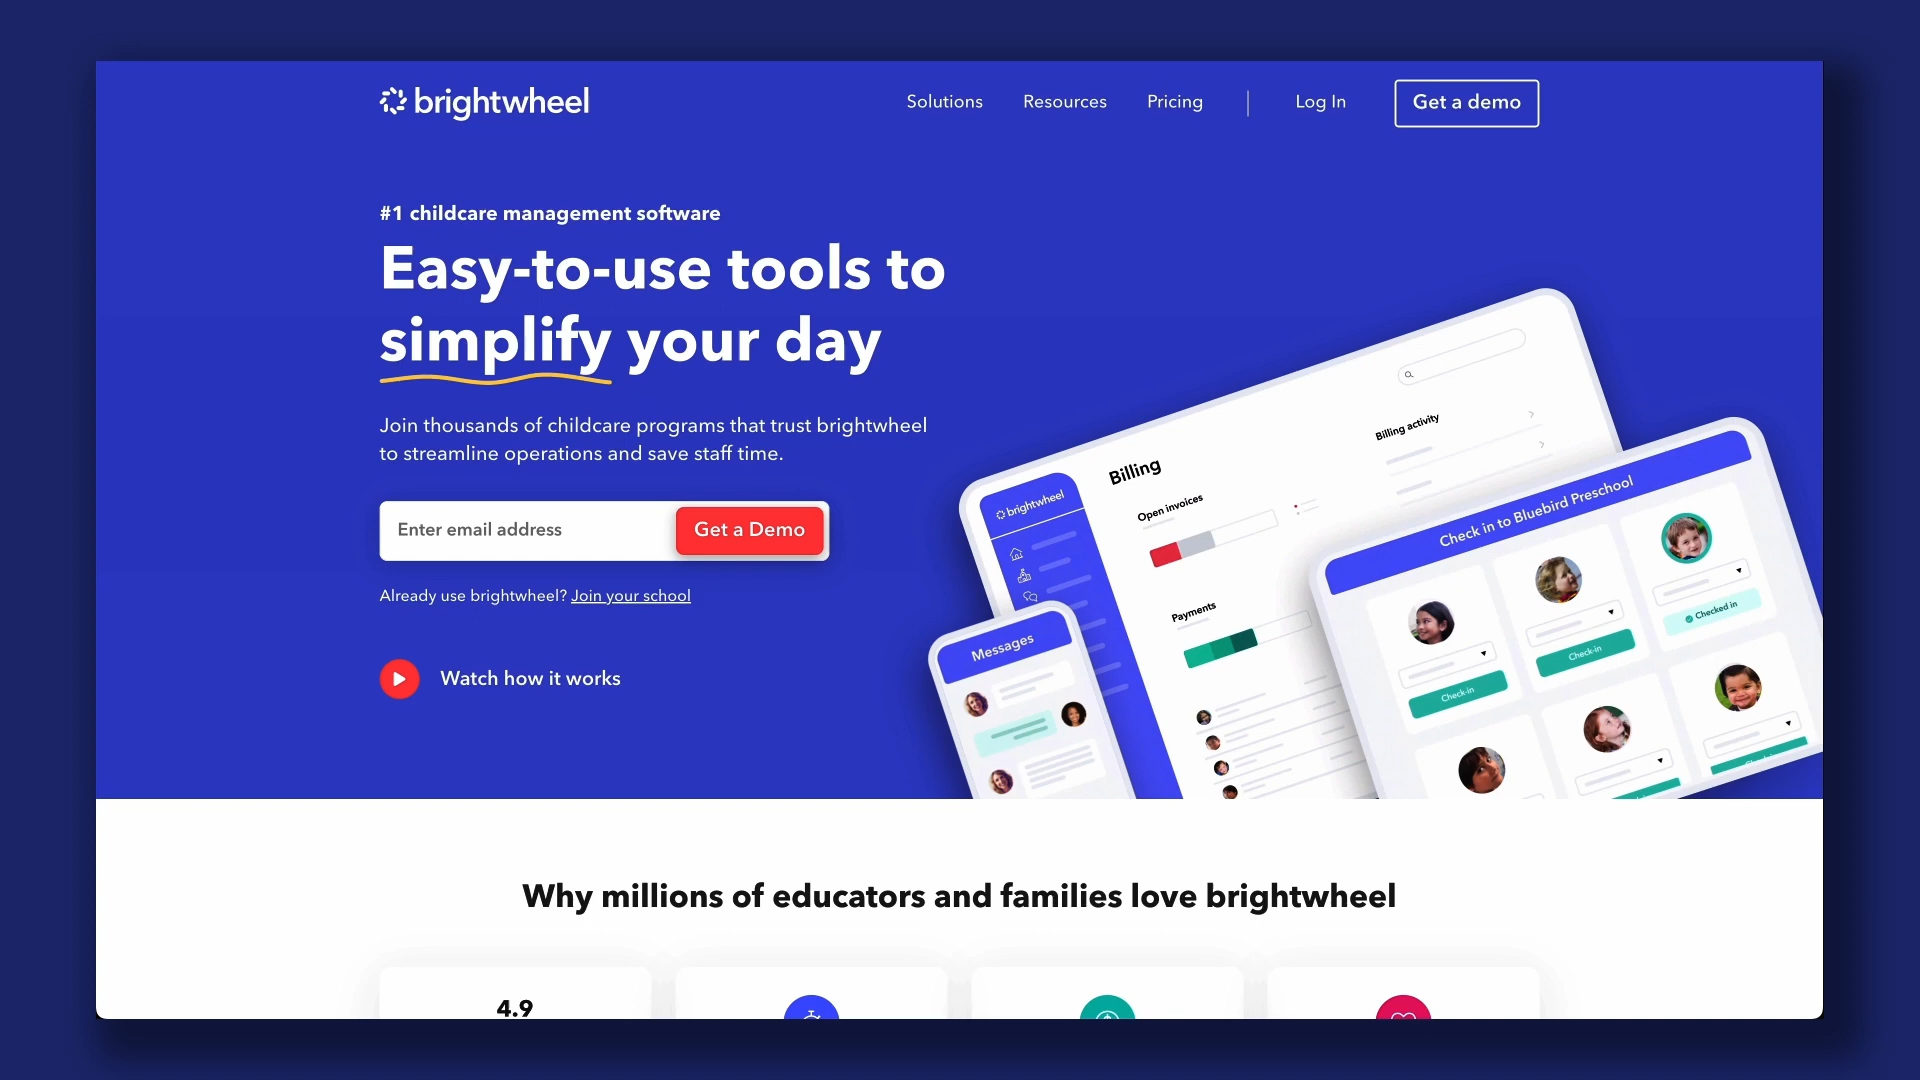 brightwheel
Solutions
Resources
Pricing
Log In
Get a demo
#1 childcare management software
Easy-to-use tools to
simplify your day
Join thousands of childcare programs that trust brightwheel
to streamline operations and save staff time.
Enter email address
Get a Demo
Already use brightwheel? Join your school
Watch how it works
brightwheel
Billing
Open invoices
Payments
Billing activity
Messages
Check in to Bluebird Preschool
Check-in
Check-in
Checked in
Why millions of educators and families love brightwheel
4.9